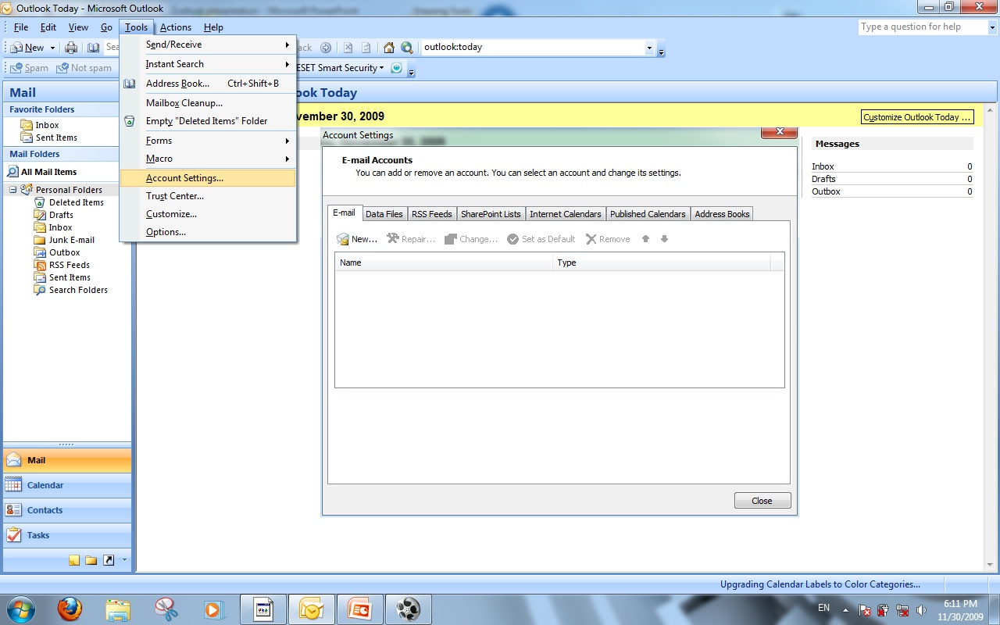 Outlook Today - Microsoft Outlook
File Edit View Go Tools Actions Help
Type a question for help
New
outlook:today
Spam Not spam
ESET Smart Security
Send/Receive
Instant Search
Address Book... Ctrl+Shift+B
Mailbox Cleanup...
Empty "Deleted Items" Folder
Forms
Macro
Account Settings...
Trust Center...
Customize...
Options...
Mail
Favorite Folders
Inbox
Sent Items
Mail Folders
All Mail Items
Personal Folders
Deleted Items
Drafts
Inbox
Junk E-mail
Outbox
RSS Feeds
Sent Items
Search Folders
Mail
Calendar
Contacts
Tasks
ook Today
vember 30, 2009
Customize Outlook Today ...
Messages
Inbox 0
Drafts 0
Outbox 0
Account Settings
E-mail Accounts
You can add or remove an account. You can select an account and change its settings.
E-mail Data Files RSS Feeds SharePoint Lists Internet Calendars Published Calendars Address Books
New... Repair... Change... Set as Default Remove
Name Type
Close
Upgrading Calendar Labels to Color Categories...
EN
6:11 PM
11/30/2009